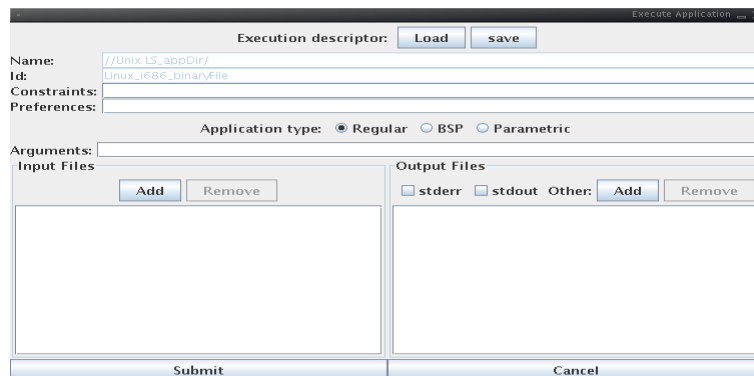 Execute Application
Execution descriptor: Load save
Name: //Unix LS_appDir/
Id: Linux_i686_binaryFile
Constraints:
Preferences:
Application type: Regular BSP Parametric
Arguments:
Input Files
Add Remove
Output Files
stderr stdout Other: Add Remove
Submit Cancel